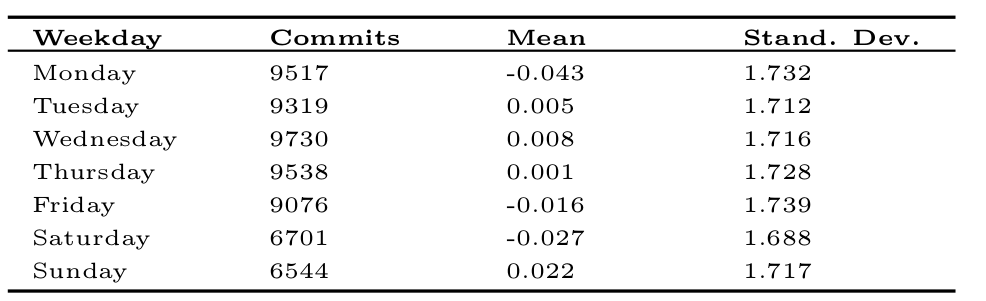 Weekday Commits Mean Stand. Dev.
Monday 9517 -0.043 1.732
Tuesday 9319 0.005 1.712
Wednesday 9730 0.008 1.716
Thursday 9538 0.001 1.728
Friday 9076 -0.016 1.739
Saturday 6701 -0.027 1.688
Sunday 6544 0.022 1.717